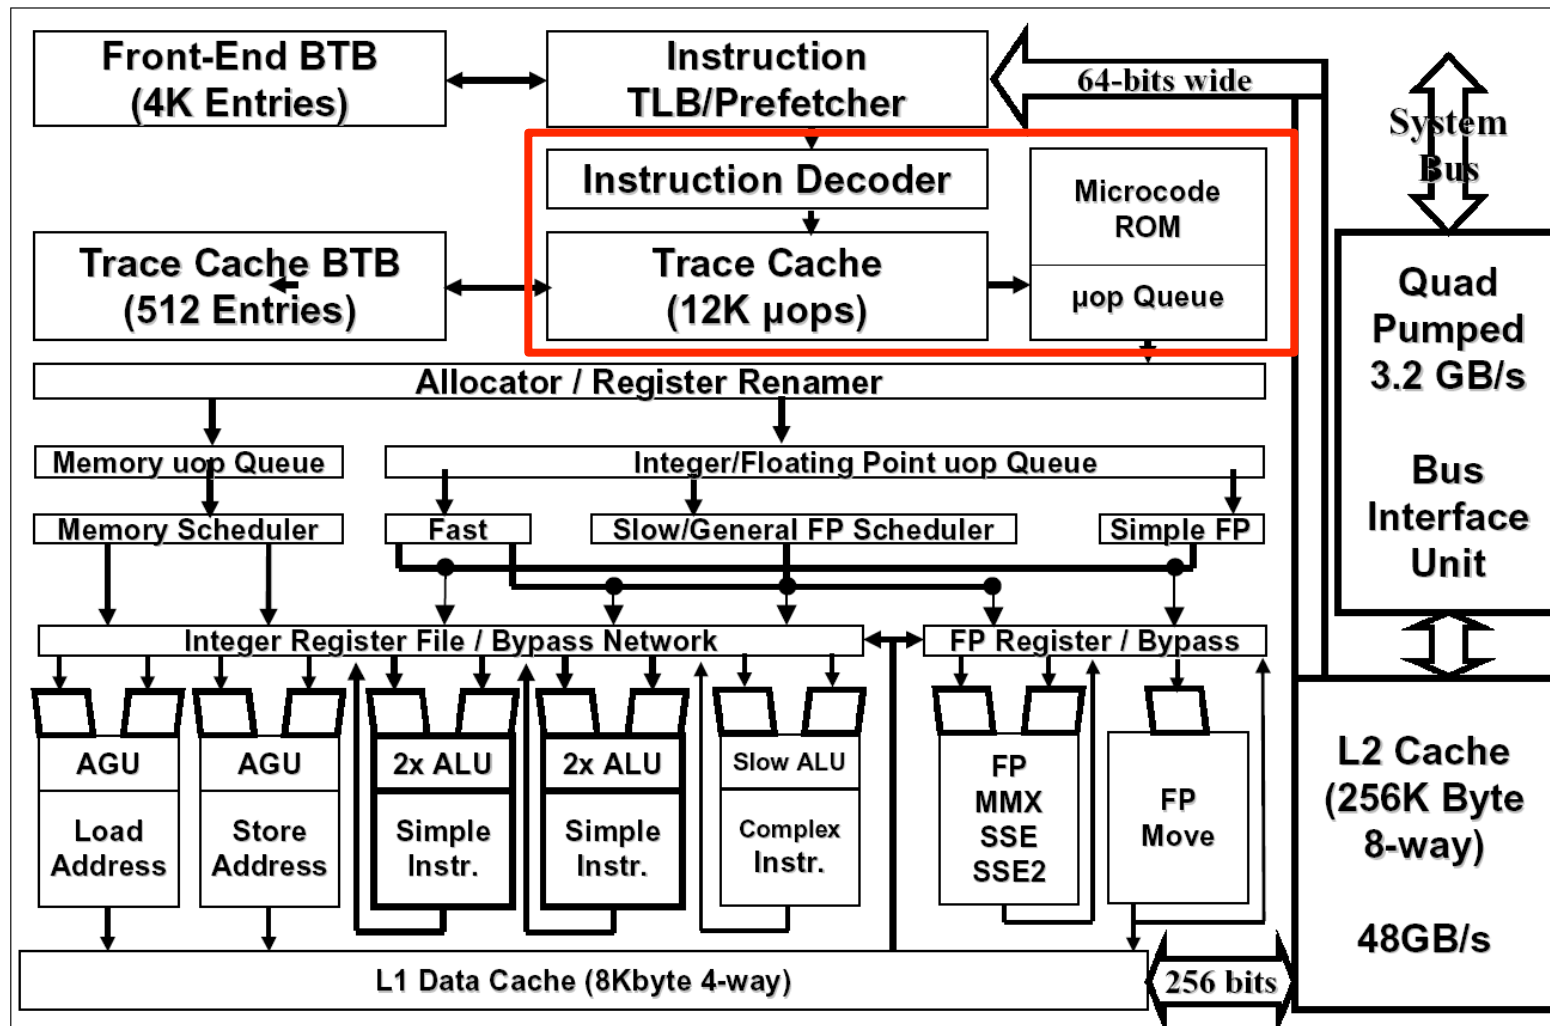 Front-End BTB
(4K Entries)
Instruction
TLB/Prefetcher
64-bits wide
System
Bus
Instruction Decoder
Microcode
ROM
Trace Cache BTB
(512 Entries)
Trace Cache
(12K µops)
µop Queue
Quad
Pumped
3.2 GB/s
Bus
Interface
Unit
Allocator / Register Renamer
Memory uop Queue
Integer/Floating Point uop Queue
Memory Scheduler
Fast
Slow/General FP Scheduler
Simple FP
Integer Register File / Bypass Network
FP Register / Bypass
AGU
Load
Address
AGU
Store
Address
2x ALU
Simple
Instr.
2x ALU
Simple
Instr.
Slow ALU
Complex
Instr.
FP
MMX
SSE
SSE2
FP
Move
L2 Cache
(256K Byte
8-way)
48GB/s
L1 Data Cache (8Kbyte 4-way)
256 bits